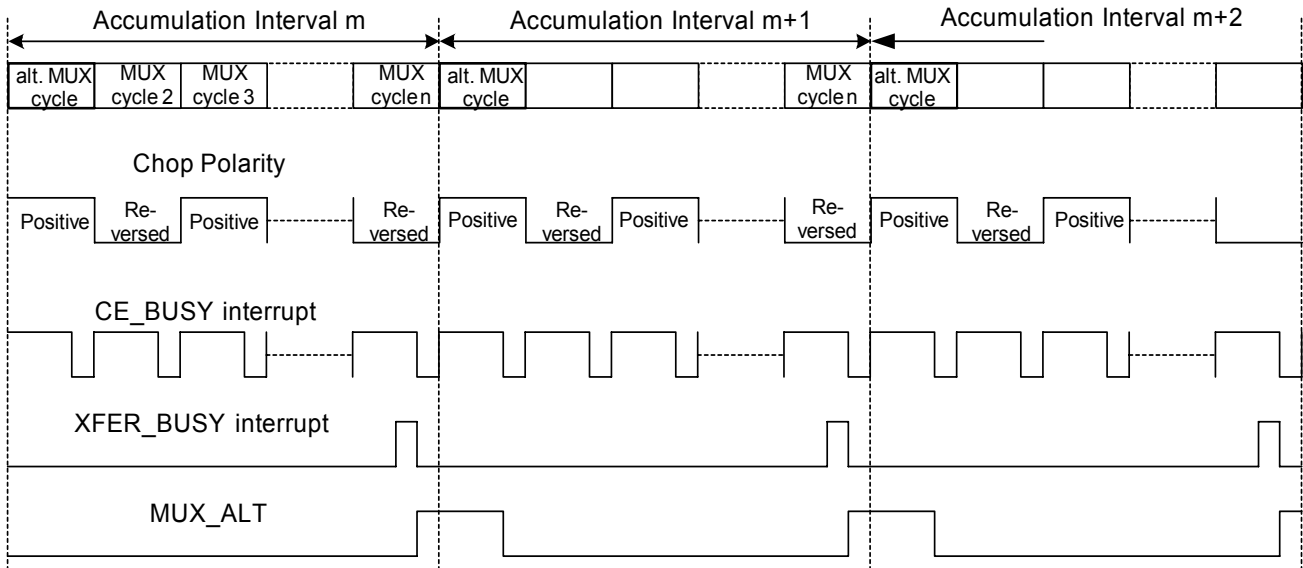 Accumulation Interval m
Accumulation Interval m+1
Accumulation Interval m+2
alt. MUX
cycle
MUX
cycle 2
MUX
cycle 3
MUX
cycle n
alt. MUX
cycle
MUX
cycle n
alt. MUX
cycle
Chop Polarity
Positive
Re-
versed
Positive
Re-
versed
Positive
Re-
versed
Positive
Re-
versed
Positive
Re-
versed
Positive
CE_BUSY interrupt
XFER_BUSY interrupt
MUX_ALT